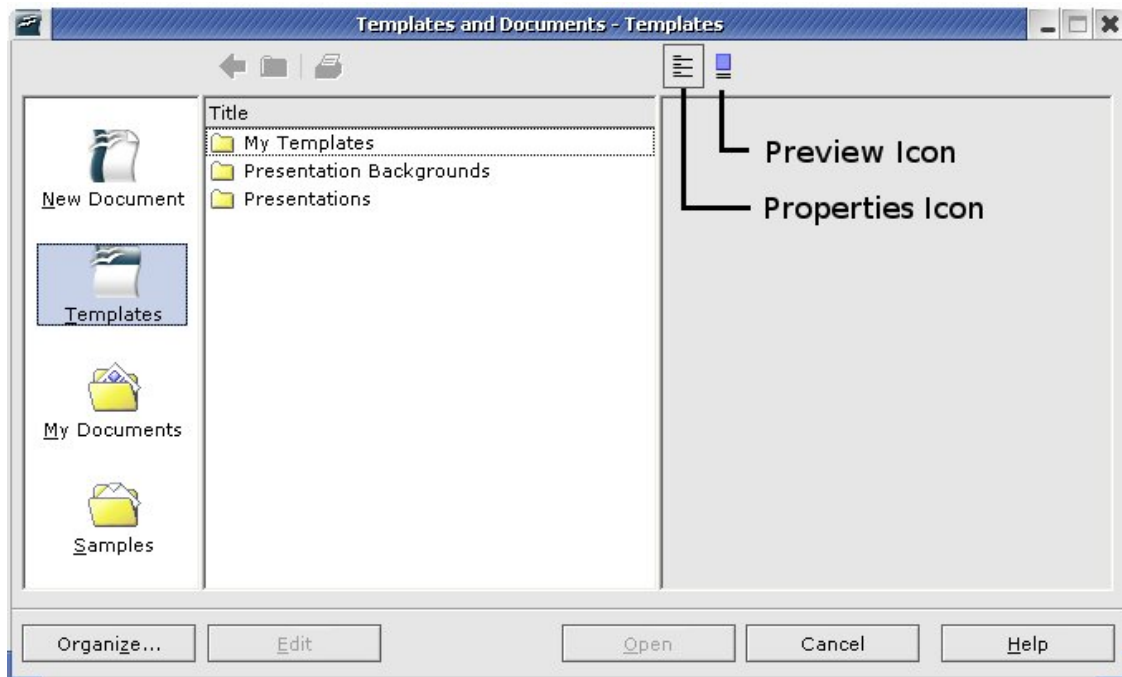 Templates and Documents - Templates
Title
My Templates
Presentation Backgrounds
Presentations
New Document
Templates
My Documents
Samples
Preview Icon
Properties Icon
Organize...
Edit
Open
Cancel
Help